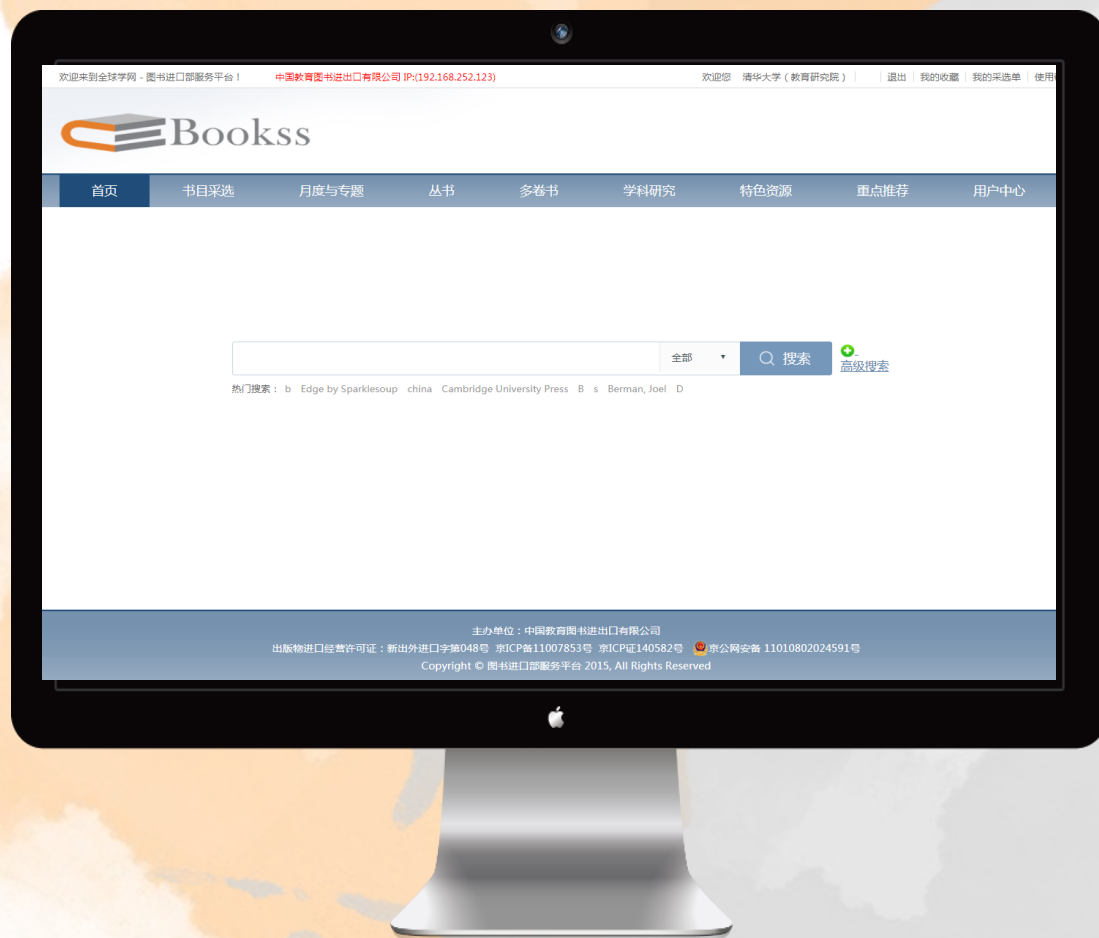 欢迎来到全球学网 - 图书进口部服务平台！ 中国教育图书进出口有限公司 IP:(192.168.252.123) 欢迎您 清华大学（教育研究院） 退出 我的收藏 我的采选单 使用
Bookss
首页 书目采选 月度与专题 丛书 多卷书 学科研究 特色资源 重点推荐 用户中心
全部 搜索 高级搜索
热门搜索： b Edge by Sparklesoup china Cambridge University Press B s Berman, Joel D
主办单位：中国教育图书进出口有限公司
出版物进口经营许可证：新出外进口字第048号 京ICP备11007853号 京ICP证140582号 京公网安备 11010802024591号
Copyright © 图书进口部服务平台 2015, All Rights Reserved